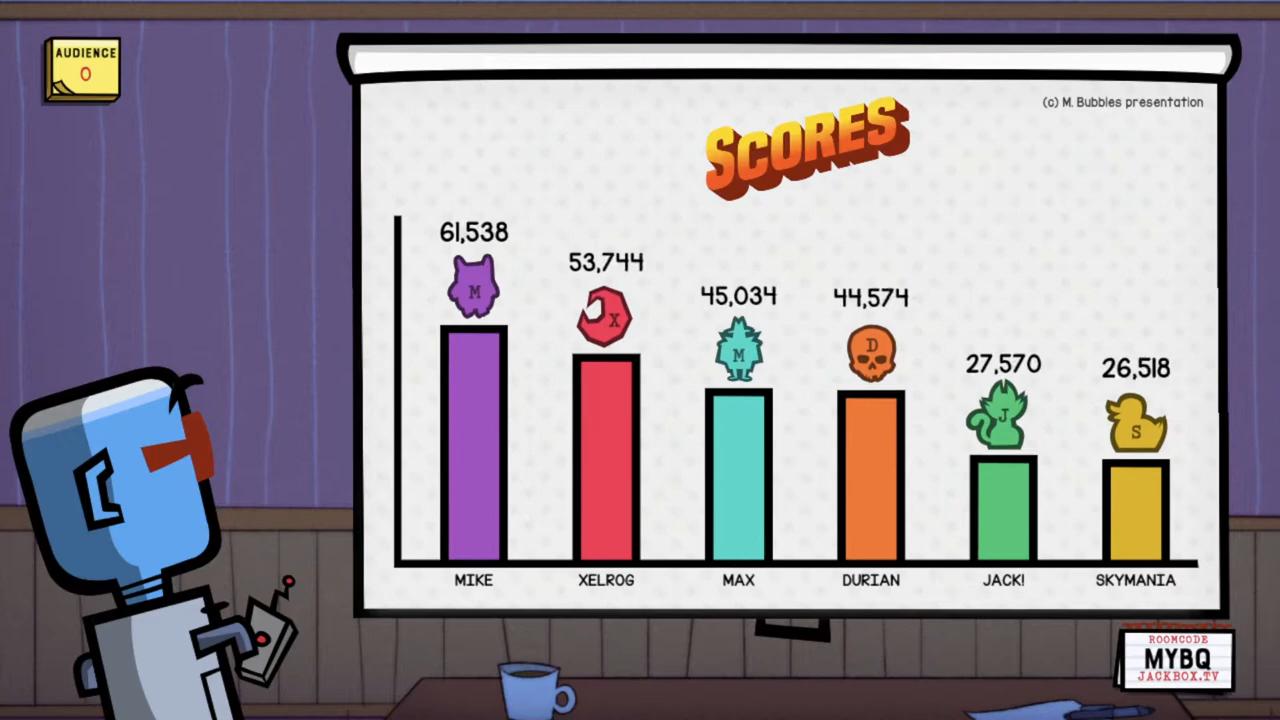 AUDIENCE
0
(c) M. Bubbles presentation
SCORES
61,538
53,744
45,034
44,574
27,570
26,518
M
X
M
D
J
S
MIKE
XELROG
MAX
DURIAN
JACK!
SKYMANIA
ROOMCODE
MYBQ
JACKBOX.TV